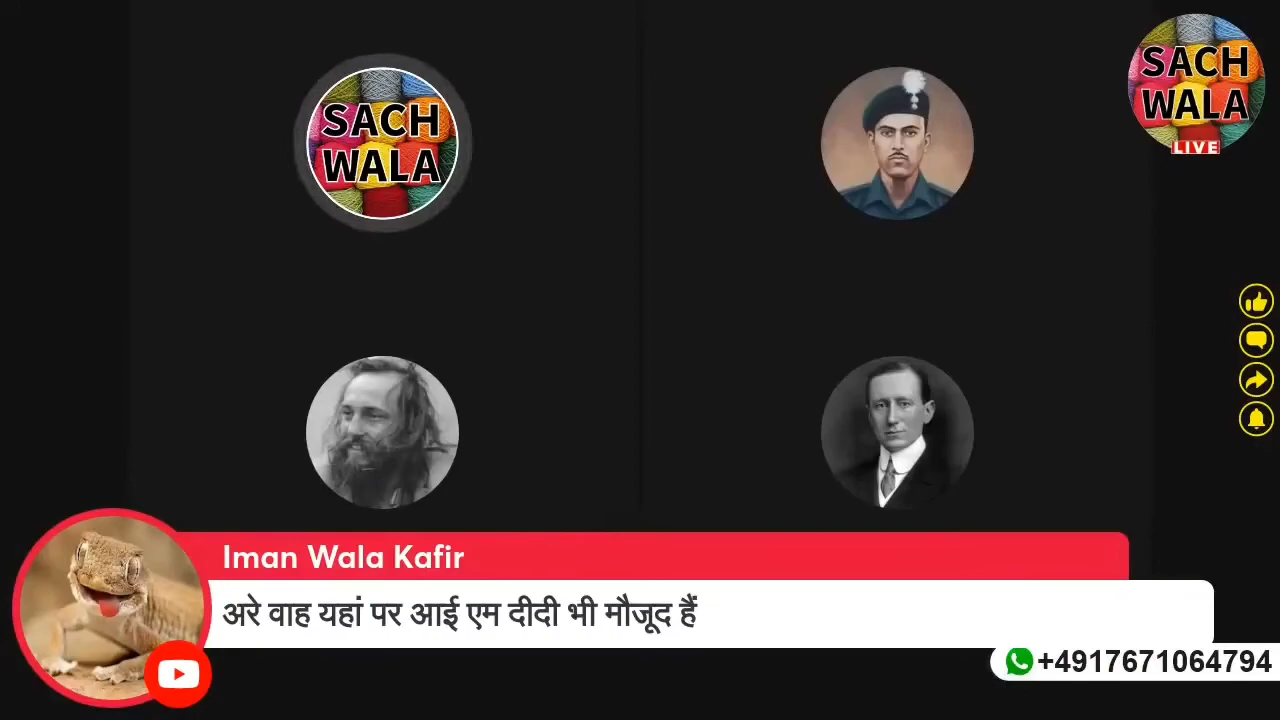 SACH
WALA
SACH
WALA
LIVE
Iman Wala Kafir
अरे वाह यहां पर आई एम दीदी भी मौजूद हैं
+4917671064794